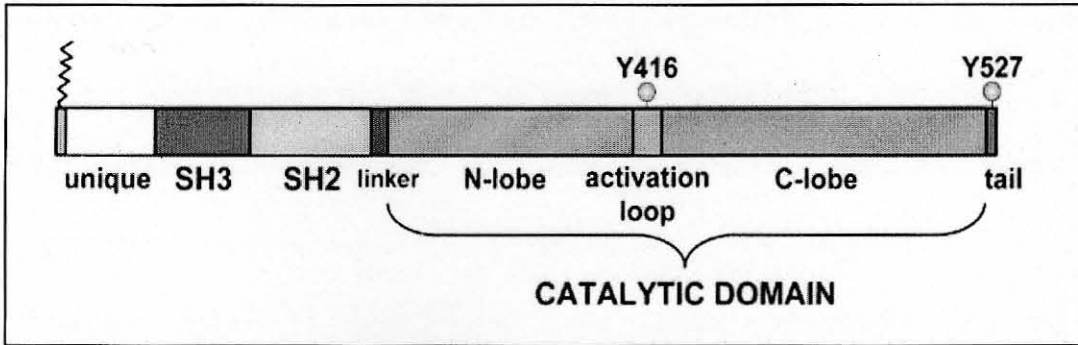 Y416 Y527
unique SH3 SH2 linker N-lobe activation loop C-lobe tail
CATALYTIC DOMAIN